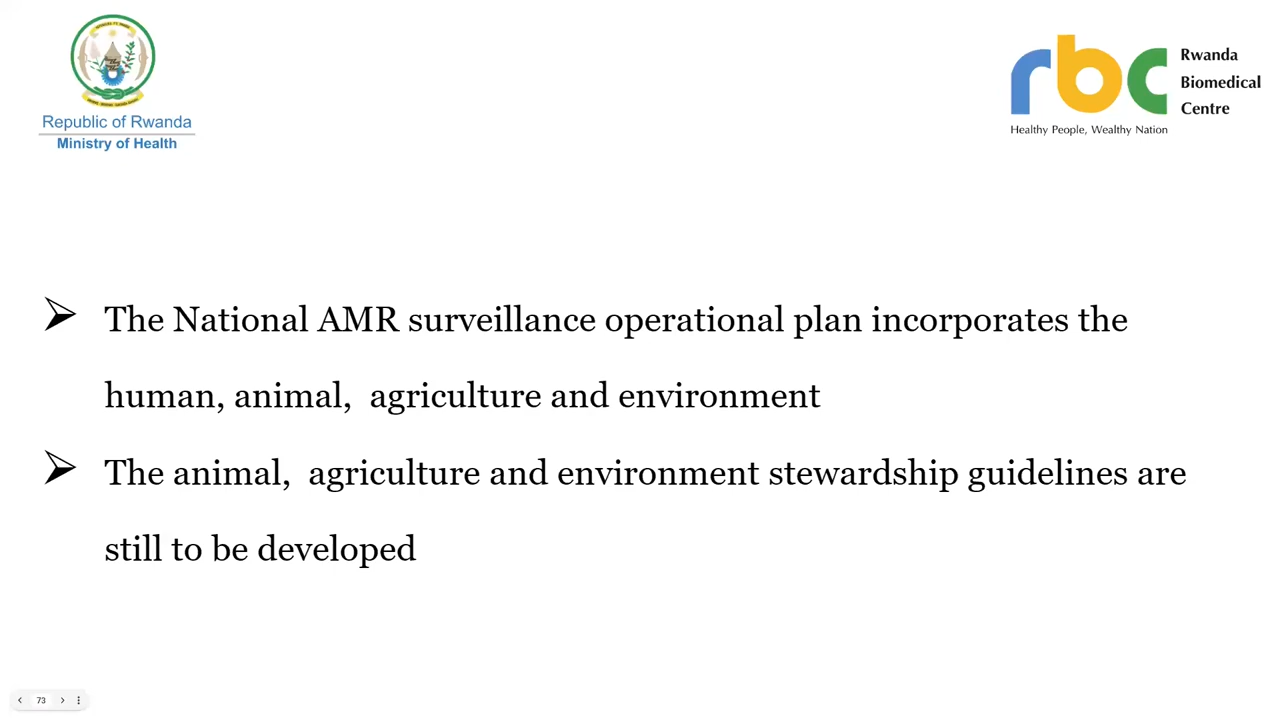 Republic of Rwanda
Ministry of Health
rbc
Rwanda
Biomedical
Centre
Healthy People, Wealthy Nation
The National AMR surveillance operational plan incorporates the
human, animal,  agriculture and environment
The animal,  agriculture and environment stewardship guidelines are
still to be developed
73